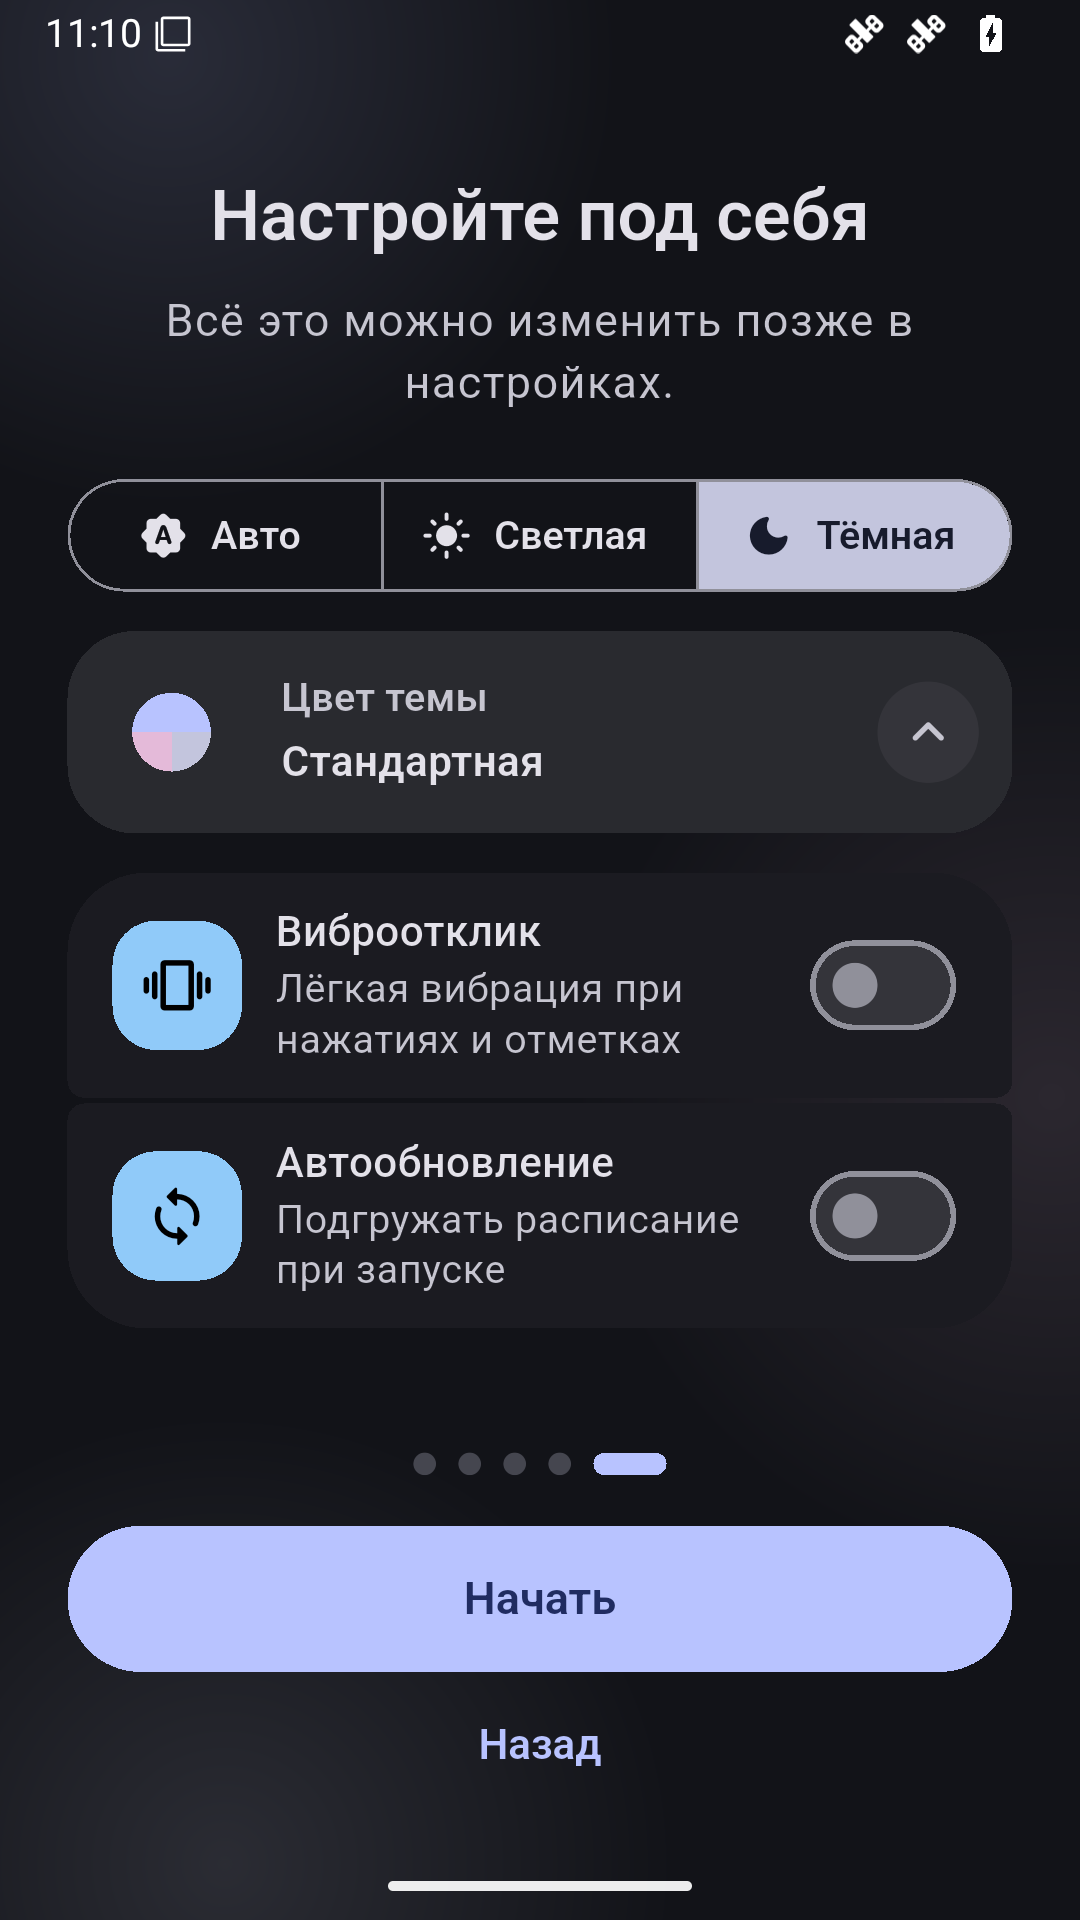 11:10
Настройте под себя
Всё это можно изменить позже в
настройках.
Авто
Светлая
Тёмная
Цвет темы
Стандартная
Виброотклик
Лёгкая вибрация при
нажатиях и отметках
Автообновление
Подгружать расписание
при запуске
Начать
Назад